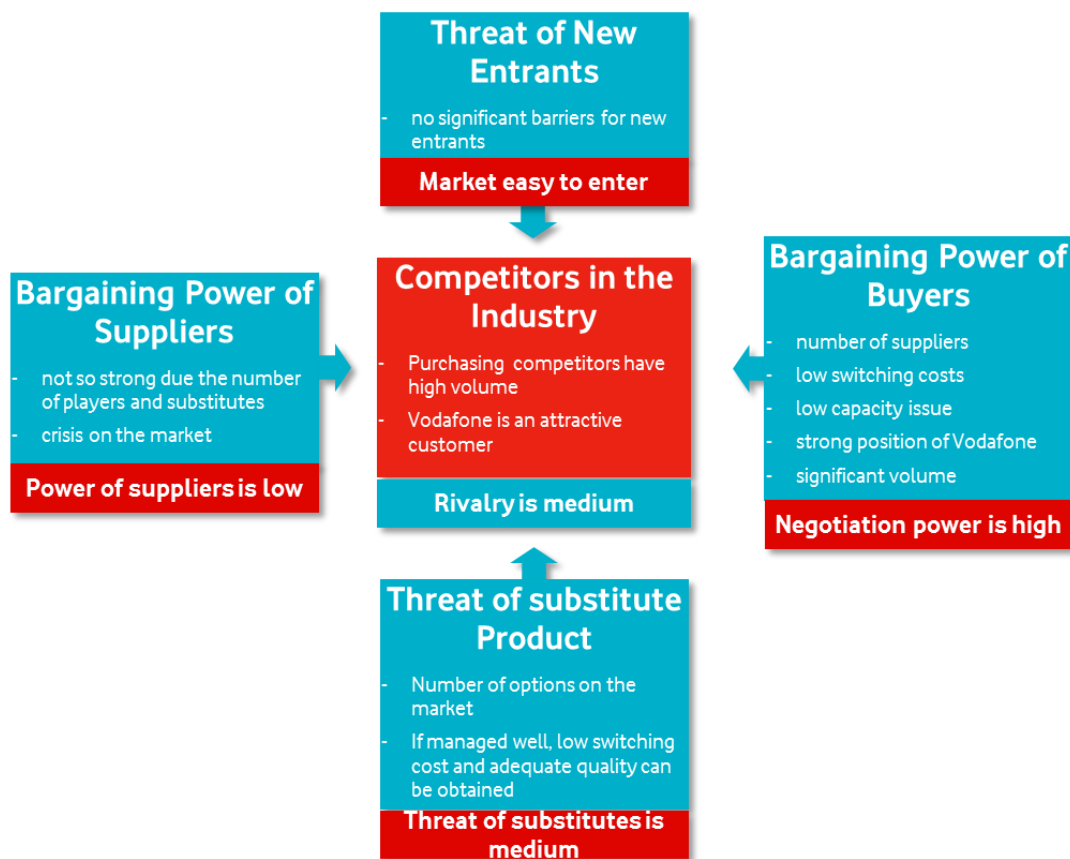 Threat of New
Entrants
- no significant barriers for new
entrants
Market easy to enter
Bargaining Power of
Suppliers
- not so strong due the number
of players and substitutes
- crisis on the market
Power of suppliers is low
Competitors in the
Industry
- Purchasing competitors have
high volume
- Vodafone is an attractive
customer
Rivalry is medium
Bargaining Power of
Buyers
- number of suppliers
- low switching costs
- low capacity issue
- strong position of Vodafone
- significant volume
Negotiation power is high
Threat of substitute
Product
- Number of options on the
market
- If managed well, low switching
cost and adequate quality can
be obtained
Threat of substitutes is
medium